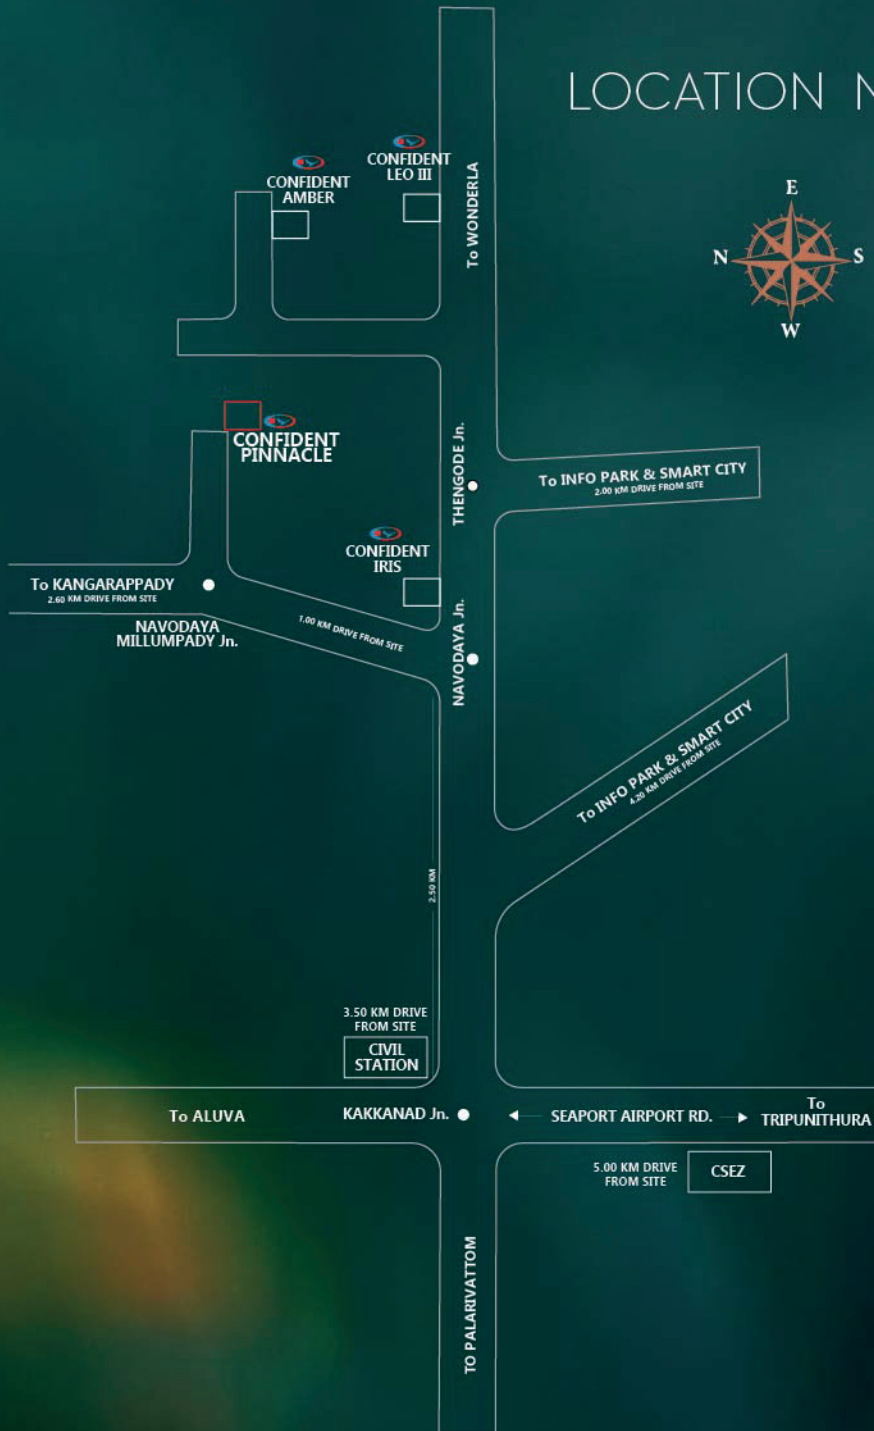 LOCATION
E
N
S
W
CONFIDENT
LEO III
CONFIDENT
AMBER
To WONDERLA
CONFIDENT
PINNACLE
THENGODE Jn.
To INFO PARK & SMART CITY
2.00 KM DRIVE FROM SITE
CONFIDENT
IRIS
To KANGARAPPADY
2.60 KM DRIVE FROM SITE
NAVODAYA
MILLUMPADY Jn.
1.00 KM DRIVE FROM SITE
NAVODAYA Jn.
To INFO PARK & SMART CITY
4.20 KM DRIVE FROM SITE
2.50 KM
3.50 KM DRIVE
FROM SITE
CIVIL
STATION
To ALUVA
KAKKANAD Jn.
SEAPORT AIRPORT RD.
To
TRIPUNITHURA
5.00 KM DRIVE
FROM SITE
CSEZ
TO PALARIVATTOM